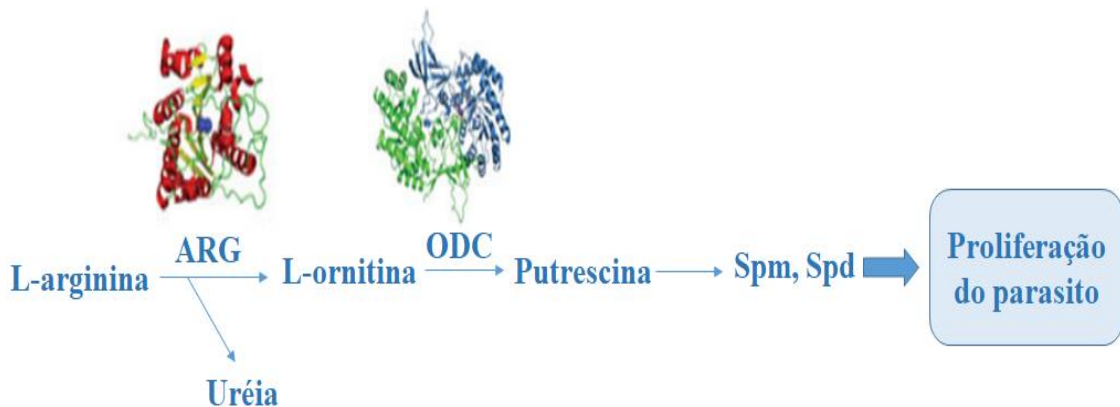 ARG
ODC
L-arginina
L-ornitina
Putrescina
Spm, Spd
Proliferação
do parasito
Uréia